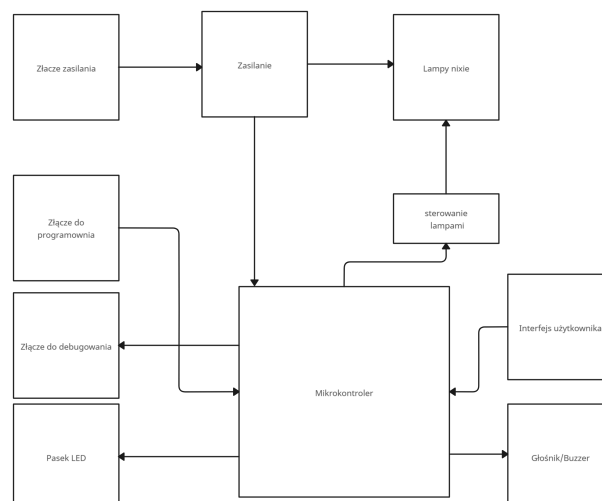 Złacze zasilania
Zasilanie
Lampy nixie
Złącze do
programownia
sterowanie
lampami
Interfejs użytkownika
Złącze do debugowania
Mikrokontroler
Pasek LED
Głośnik/Buzzer